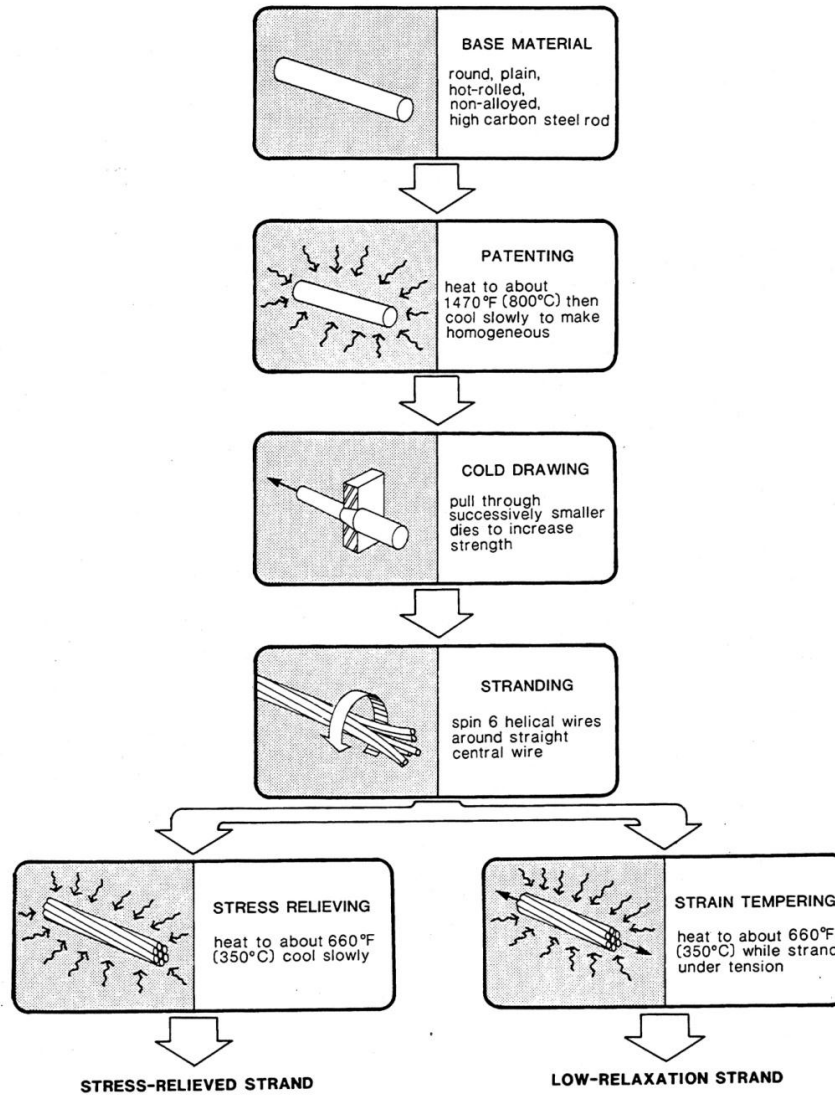 BASE MATERIAL
round, plain,
hot-rolled,
non-alloyed,
high carbon steel rod
PATENTING
heat to about
1470°F (800°C) then
cool slowly to make
homogeneous
COLD DRAWING
pull through
successively smaller
dies to increase
strength
STRANDING
spin 6 helical wires
around straight
central wire
STRESS RELIEVING
heat to about 660°F
(350°C) cool slowly
STRAIN TEMPERING
heat to about 660°F
(350°C) while strand
under tension
STRESS-RELIEVED STRAND
LOW-RELAXATION STRAND